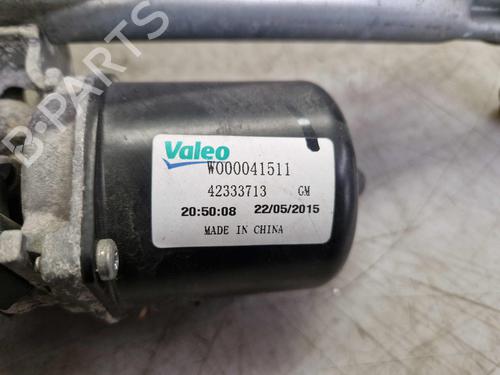 Valeo
W000041511
42333713 GM
20:50:08 22/05/2015
MADE IN CHINA
B-Parts